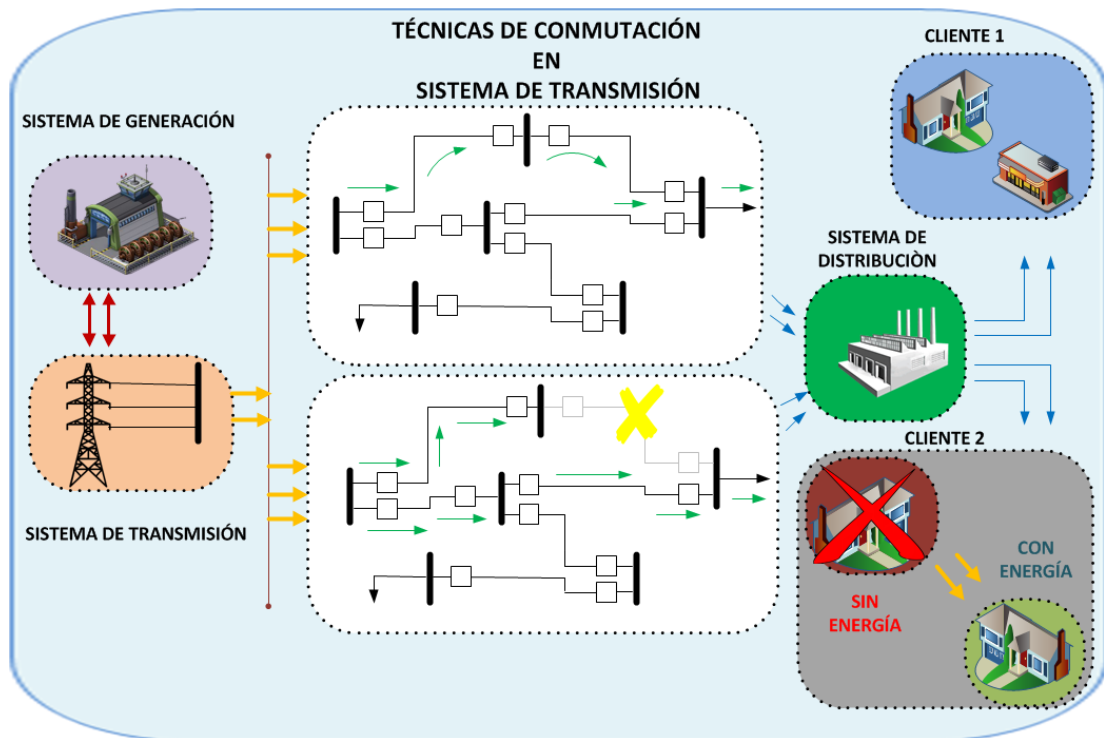 TÉCNICAS DE CONMUTACIÓN
EN
SISTEMA DE TRANSMISIÓN
CLIENTE 1
SISTEMA DE GENERACIÓN
SISTEMA DE
DISTRIBUCIÒN
CLIENTE 2
SISTEMA DE TRANSMISIÓN
CON
ENERGÍA
SIN
ENERGÍA